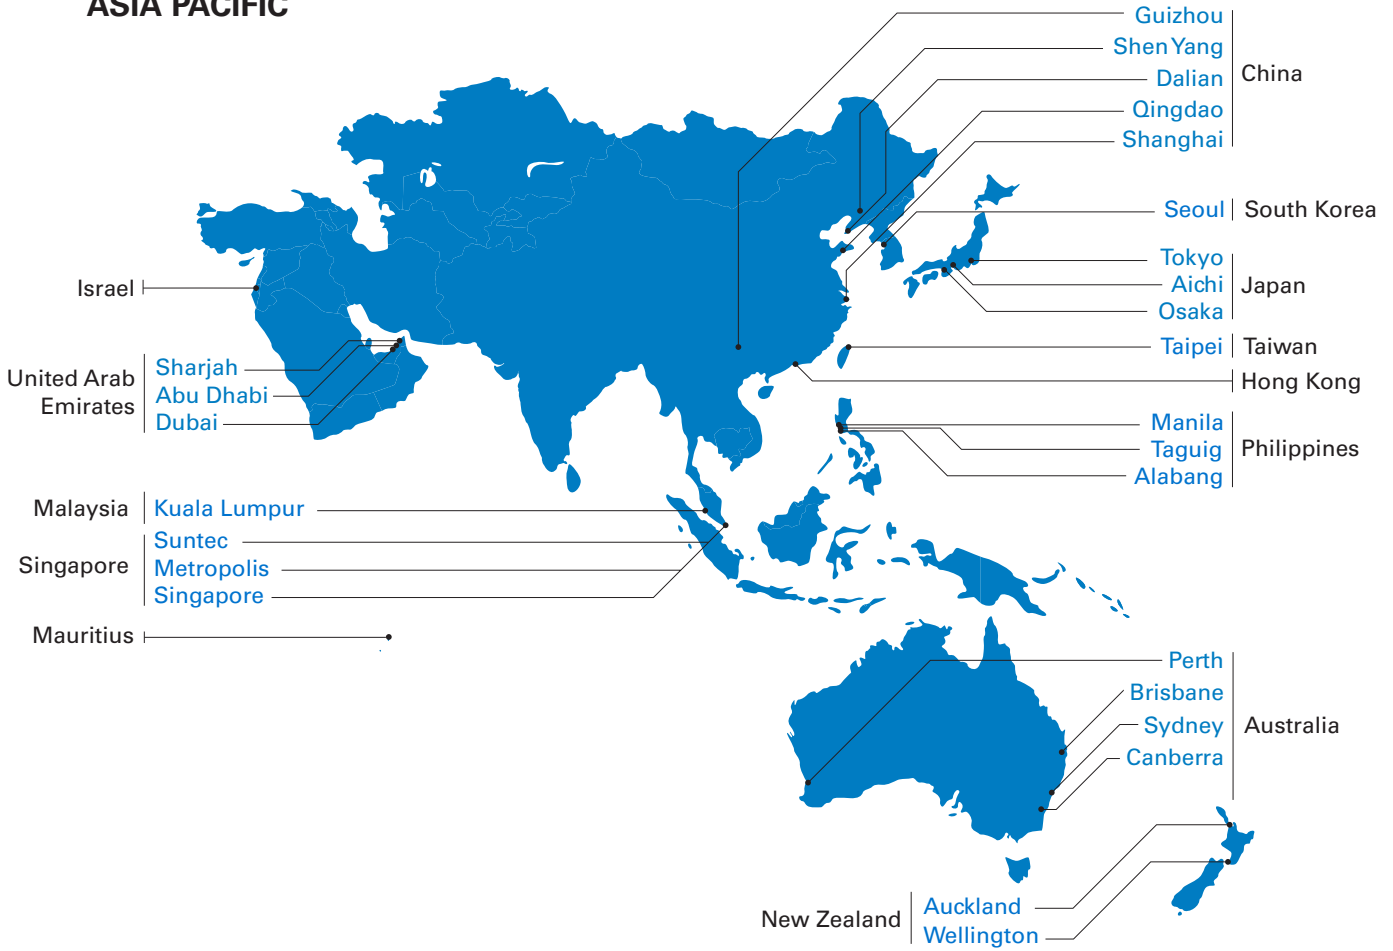 ASIA PACIFIC
Guizhou
Shen Yang
Dalian
Qingdao
Shanghai
China
Seoul
South Korea
Tokyo
Aichi
Osaka
Japan
Taipei
Taiwan
Hong Kong
Manila
Taguig
Alabang
Philippines
Israel
United Arab
Emirates
Sharjah
Abu Dhabi
Dubai
Malaysia
Kuala Lumpur
Singapore
Suntec
Metropolis
Singapore
Mauritius
Perth
Brisbane
Sydney
Canberra
Australia
New Zealand
Auckland
Wellington